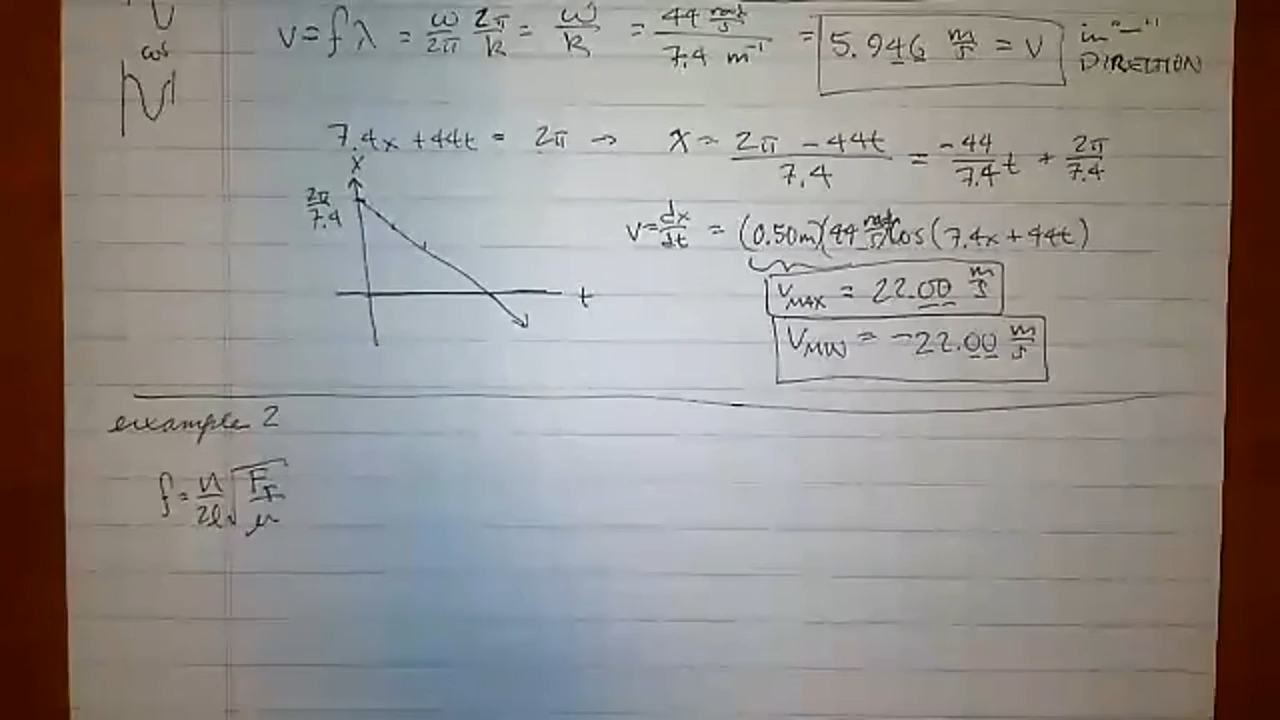 v = fλ = ω/2π 2π/k = ω/k = 44 rad/s / 7.4 m⁻¹ = 5.946 m/s = v in "−" DIRECTION
cos
7.4x + 44t = 2π → x = 2π − 44t / 7.4 = −44/7.4 t + 2π/7.4
x
2π/7.4
t
v = dx/dt = (0.50m)(44 rad/s) cos(7.4x + 44t)
vMAX = 22.00 m/s
VMIN = −22.00 m/s
example 2
f = n/2l √(FT/μ)